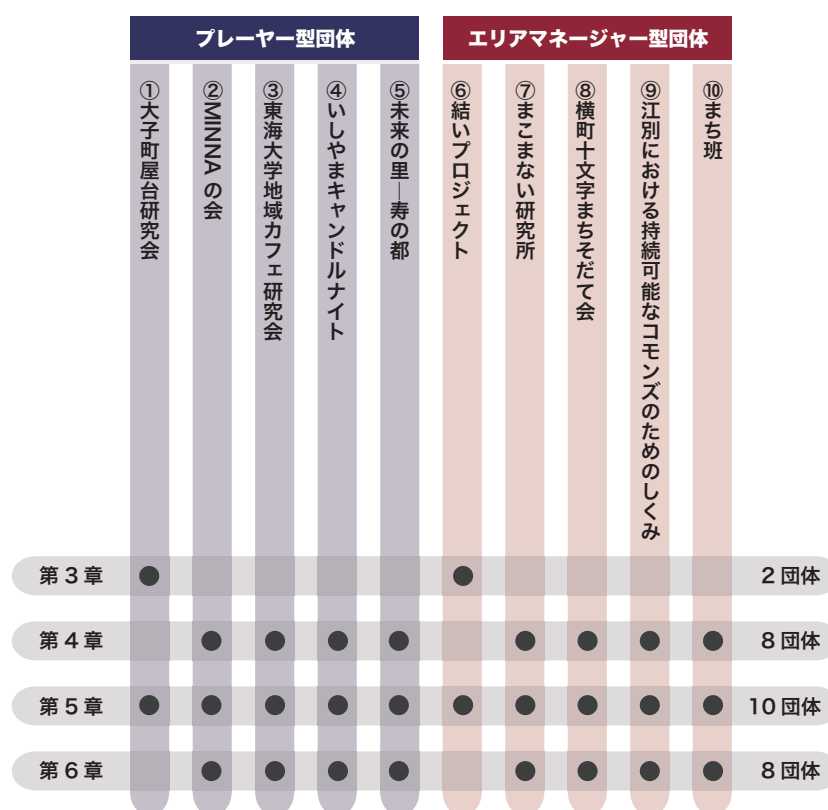 プレーヤー型団体
エリアマネージャー型団体
①大子町屋台研究会
②MINNAの会
③東海大学地域カフェ研究会
④いしやまキャンドルナイト
⑤未来の里―寿の都
⑥結いプロジェクト
⑦まこまない研究所
⑧横町十文字まちそだて会
⑨江別における持続可能なコモンズのためのしくみ
⑩まち班
第3章
2団体
第4章
8団体
第5章
10団体
第6章
8団体